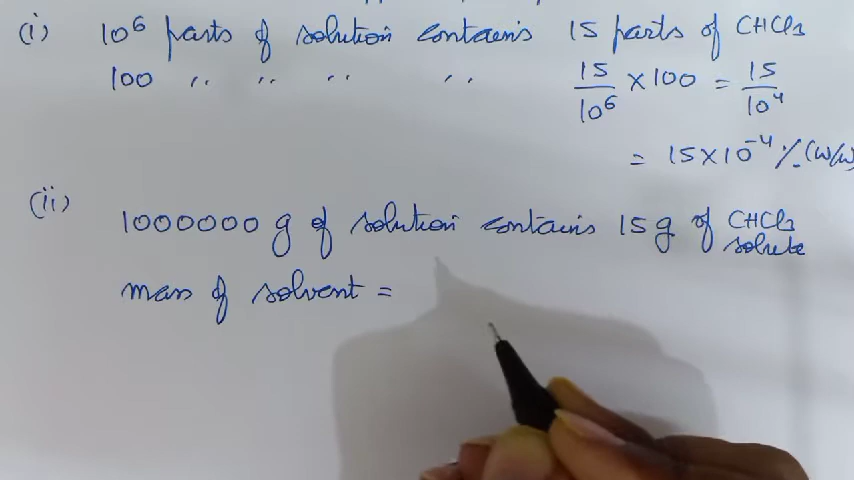 (i) 10⁶ parts of solution contains 15 parts of CHCl₃
100 ,, ,, ,, ,, 15/10⁶ × 100 = 15/10⁴
= 15×10⁻⁴ % (w/w)
(ii) 1000000 g of solution contains 15g of CHCl₃
solute
mass of solvent =